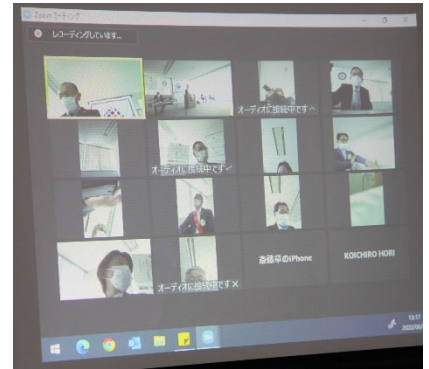 Zoom ミーティング
レコーディングしています...
オーディオに接続中です
オーディオに接続中です
オーディオに接続中です
斎藤卓のiPhone
KOICHIRO HORI
13:17